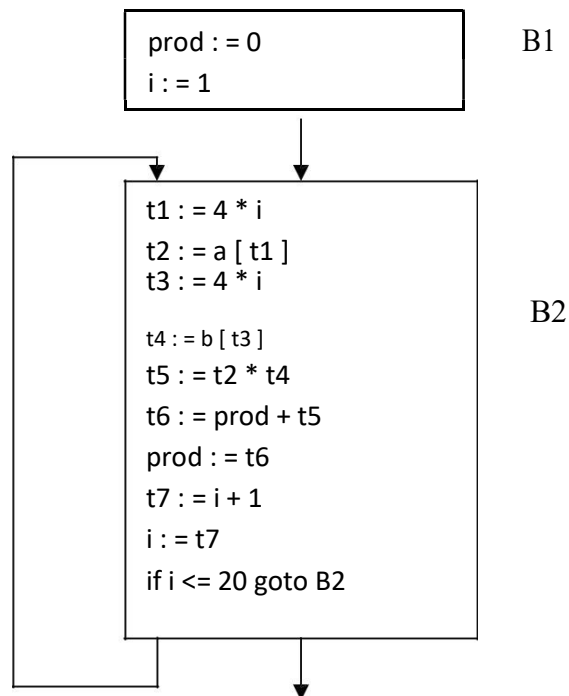 prod : = 0
B1
i : = 1
t1 : = 4 * i
t2 : = a [ t1 ]
t3 : = 4 * i
B2
t4 : = b [ t3 ]
t5 : = t2 * t4
t6 : = prod + t5
prod : = t6
t7 : = i + 1
i : = t7
if i <= 20 goto B2